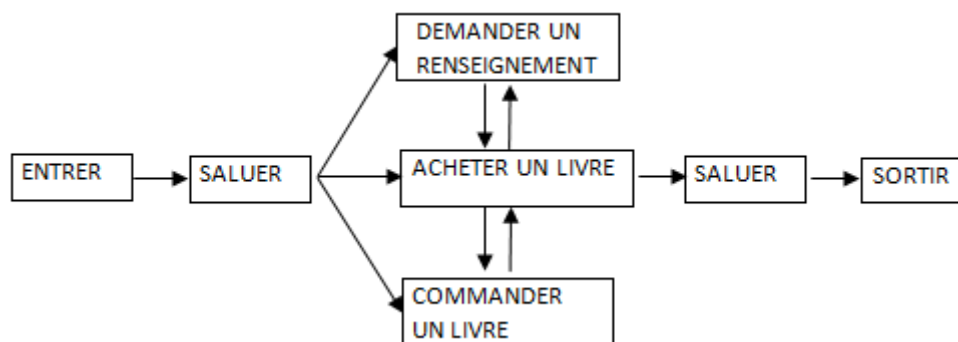 DEMANDER UN
RENSEIGNEMENT
ENTRER
SALUER
ACHETER UN LIVRE
SALUER
SORTIR
COMMANDER
UN LIVRE